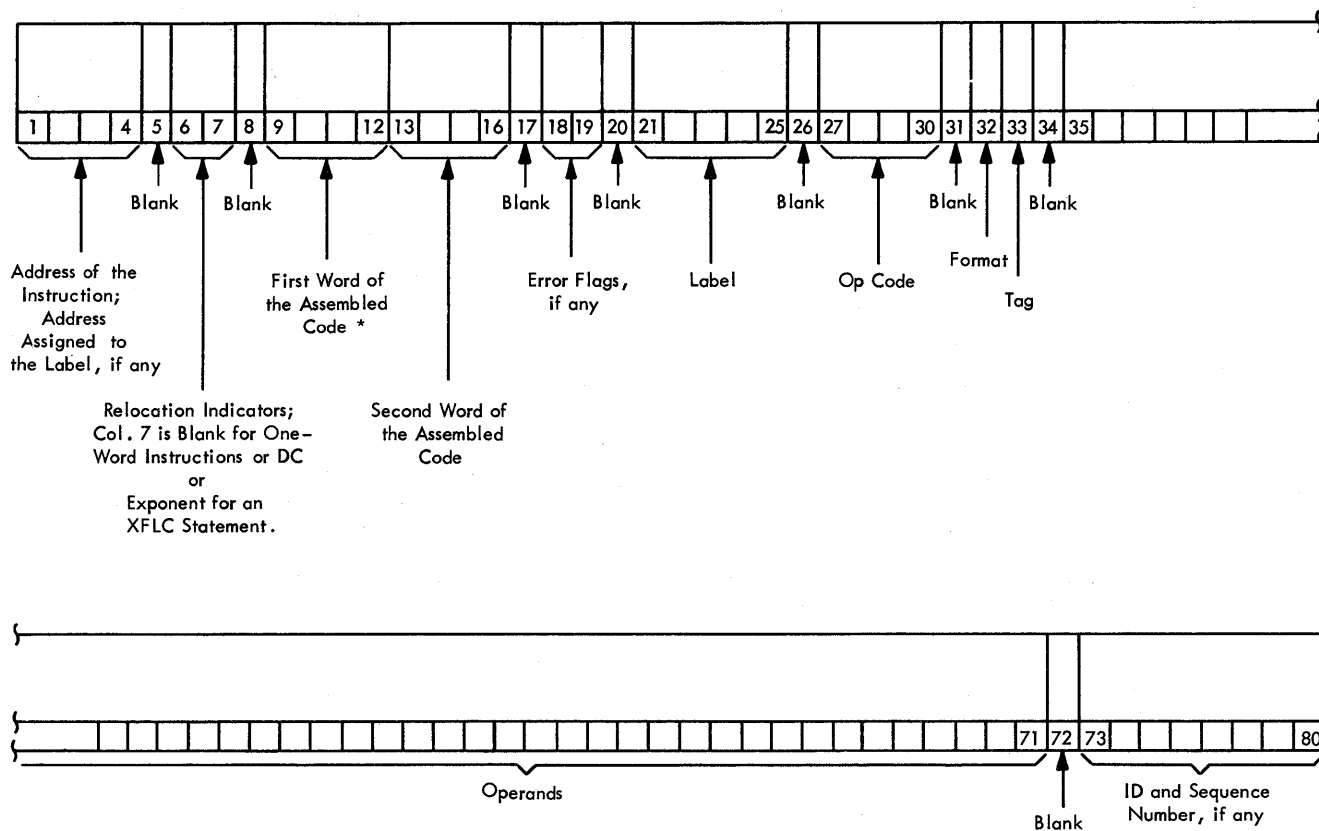 1 4 5 6 7 8 9 12 13 16 17 18 19 20 21 25 26 27 30 31 32 33 34 35
Blank Blank Blank Blank Blank Blank Blank
Address of the
Instruction;
Address
Assigned to
the Label, if any
First Word of
the Assembled
Code *
Error Flags,
if any
Label
Op Code
Format
Tag
Relocation Indicators;
Col. 7 is Blank for One-
Word Instructions or DC
or
Exponent for an
XFLC Statement.
Second Word of
the Assembled
Code
71 72 73 80
Operands
Blank
ID and Sequence
Number, if any